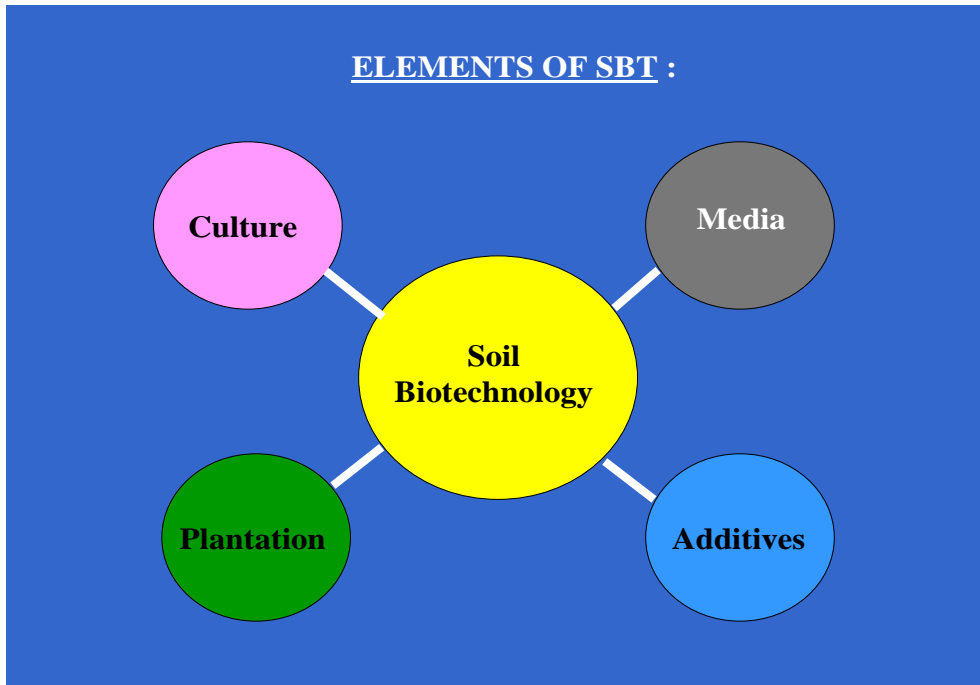 ELEMENTS OF SBT :
Culture
Media
Soil
Biotechnology
Plantation
Additives